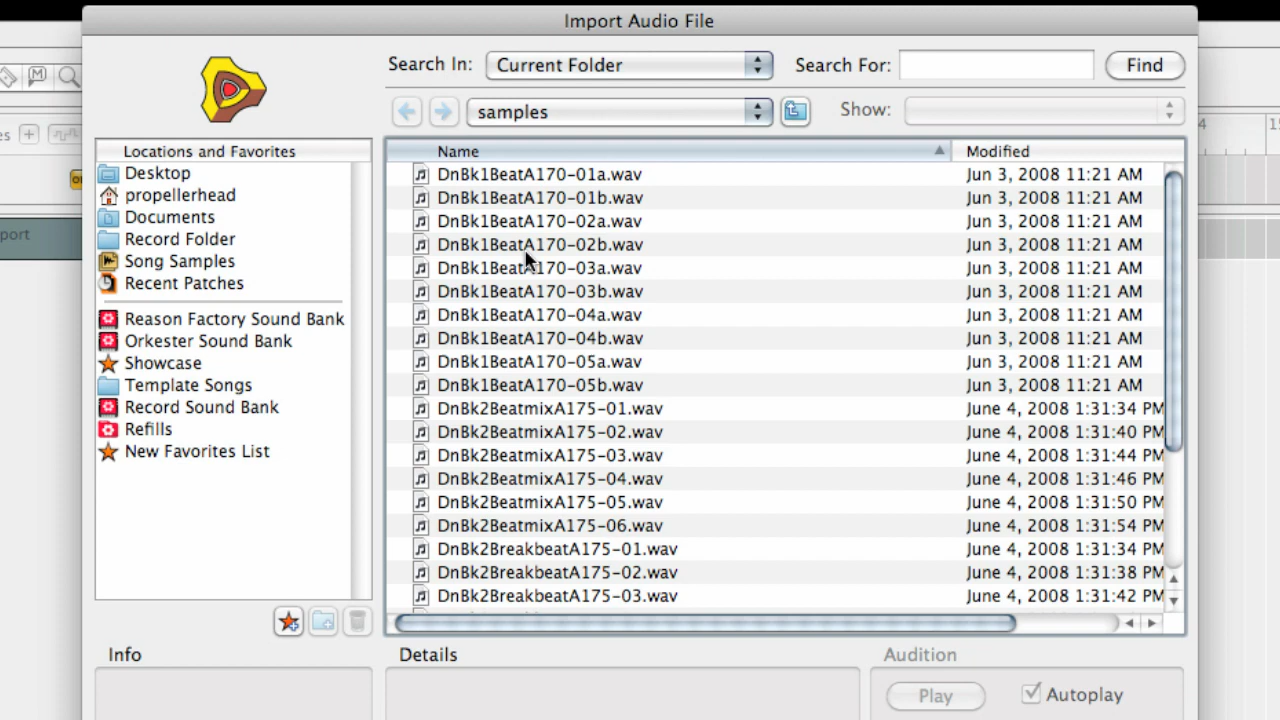 Import Audio File
Search In: Current Folder Search For: Find
samples Show:
Locations and Favorites
Desktop
propellerhead
Documents
Record Folder
Song Samples
Recent Patches
Reason Factory Sound Bank
Orkester Sound Bank
Showcase
Template Songs
Record Sound Bank
Refills
New Favorites List
Name Modified
DnBk1BeatA170-01a.wav Jun 3, 2008 11:21 AM
DnBk1BeatA170-01b.wav Jun 3, 2008 11:21 AM
DnBk1BeatA170-02a.wav Jun 3, 2008 11:21 AM
DnBk1BeatA170-02b.wav Jun 3, 2008 11:21 AM
DnBk1BeatA170-03a.wav Jun 3, 2008 11:21 AM
DnBk1BeatA170-03b.wav Jun 3, 2008 11:21 AM
DnBk1BeatA170-04a.wav Jun 3, 2008 11:21 AM
DnBk1BeatA170-04b.wav Jun 3, 2008 11:21 AM
DnBk1BeatA170-05a.wav Jun 3, 2008 11:21 AM
DnBk1BeatA170-05b.wav Jun 3, 2008 11:21 AM
DnBk2BeatmixA175-01.wav June 4, 2008 1:31:34 PM
DnBk2BeatmixA175-02.wav June 4, 2008 1:31:40 PM
DnBk2BeatmixA175-03.wav June 4, 2008 1:31:44 PM
DnBk2BeatmixA175-04.wav June 4, 2008 1:31:46 PM
DnBk2BeatmixA175-05.wav June 4, 2008 1:31:50 PM
DnBk2BeatmixA175-06.wav June 4, 2008 1:31:54 PM
DnBk2BreakbeatA175-01.wav June 4, 2008 1:31:34 PM
DnBk2BreakbeatA175-02.wav June 4, 2008 1:31:38 PM
DnBk2BreakbeatA175-03.wav June 4, 2008 1:31:42 PM
Info Details Audition
Play Autoplay